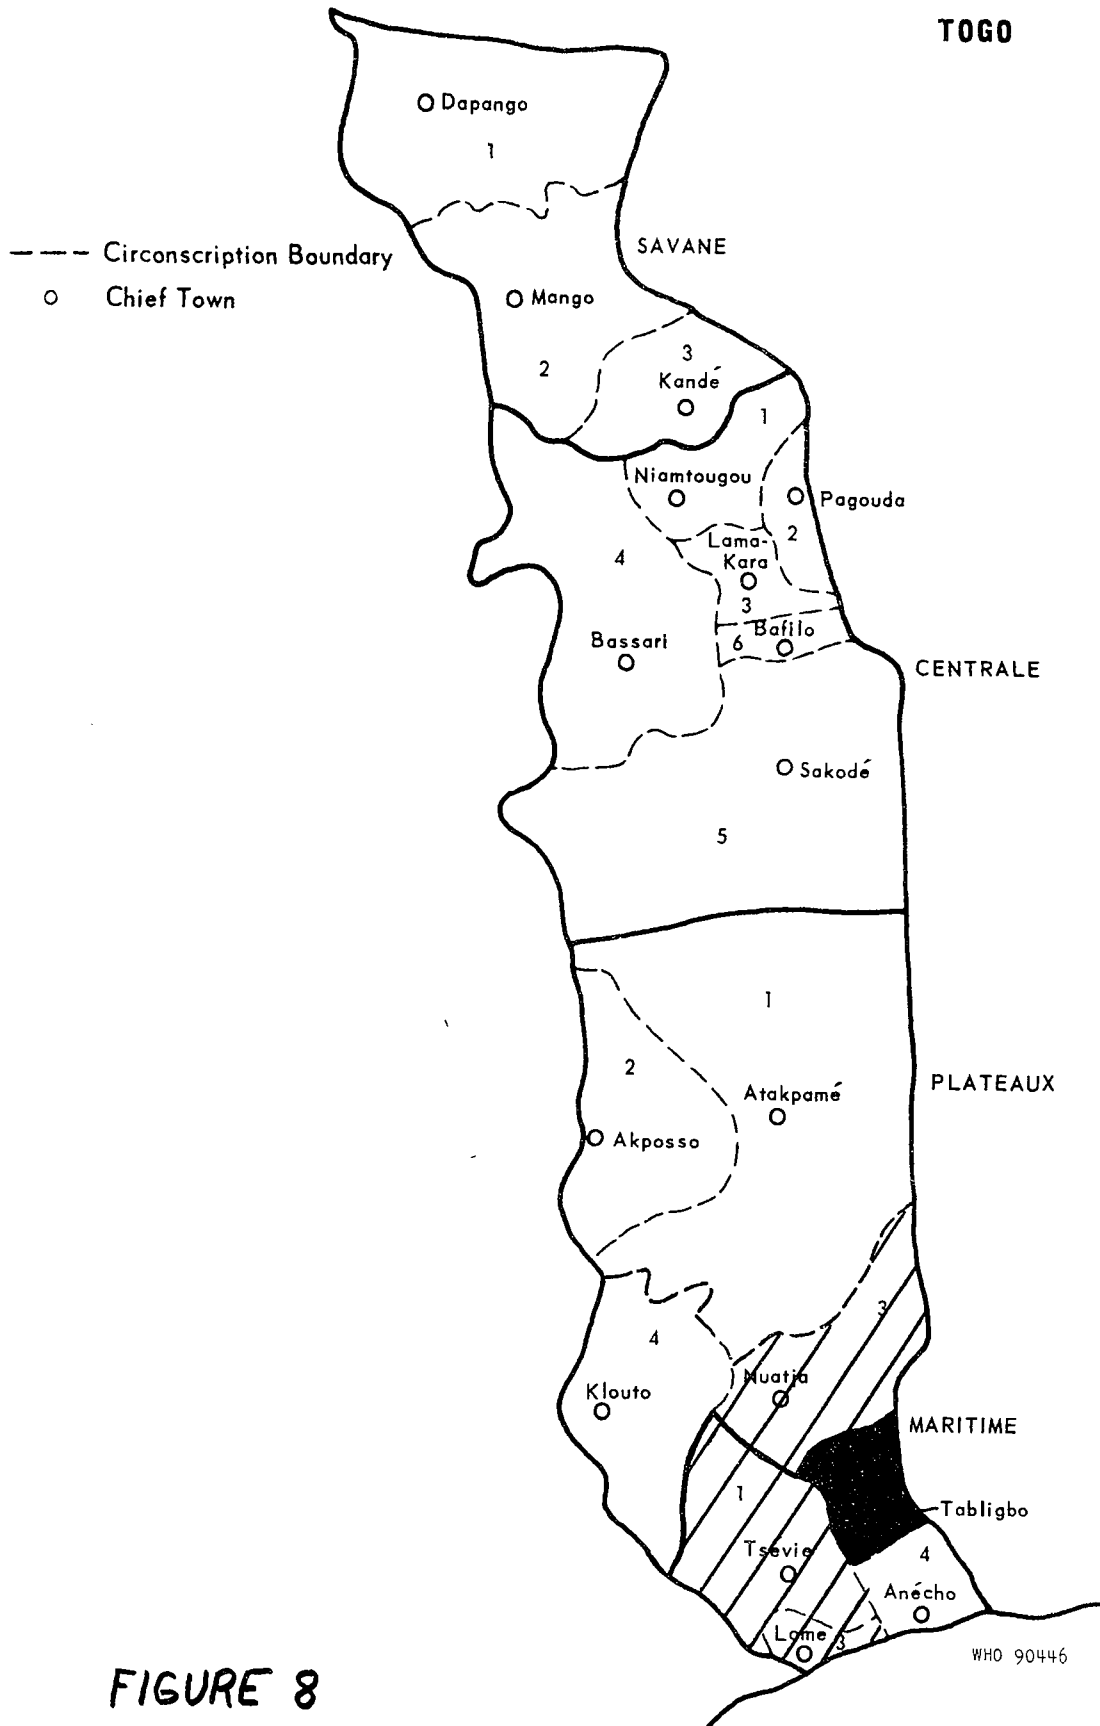 TOGO
Dapango
1
SAVANE
Circonscription Boundary
Chief Town
Mango
2
3
Kandé
1
Niamtougou
Pagouda
2
Lama-
Kara
3
4
Bafilo
6
Bassari
CENTRALE
Sakodé
5
1
2
PLATEAUX
Atakpamé
Akposso
3
4
Nuatja
Klouto
MARITIME
1
Tabligbo
Tsévie
4
Anécho
Lome
3
WHO 90446
FIGURE 8